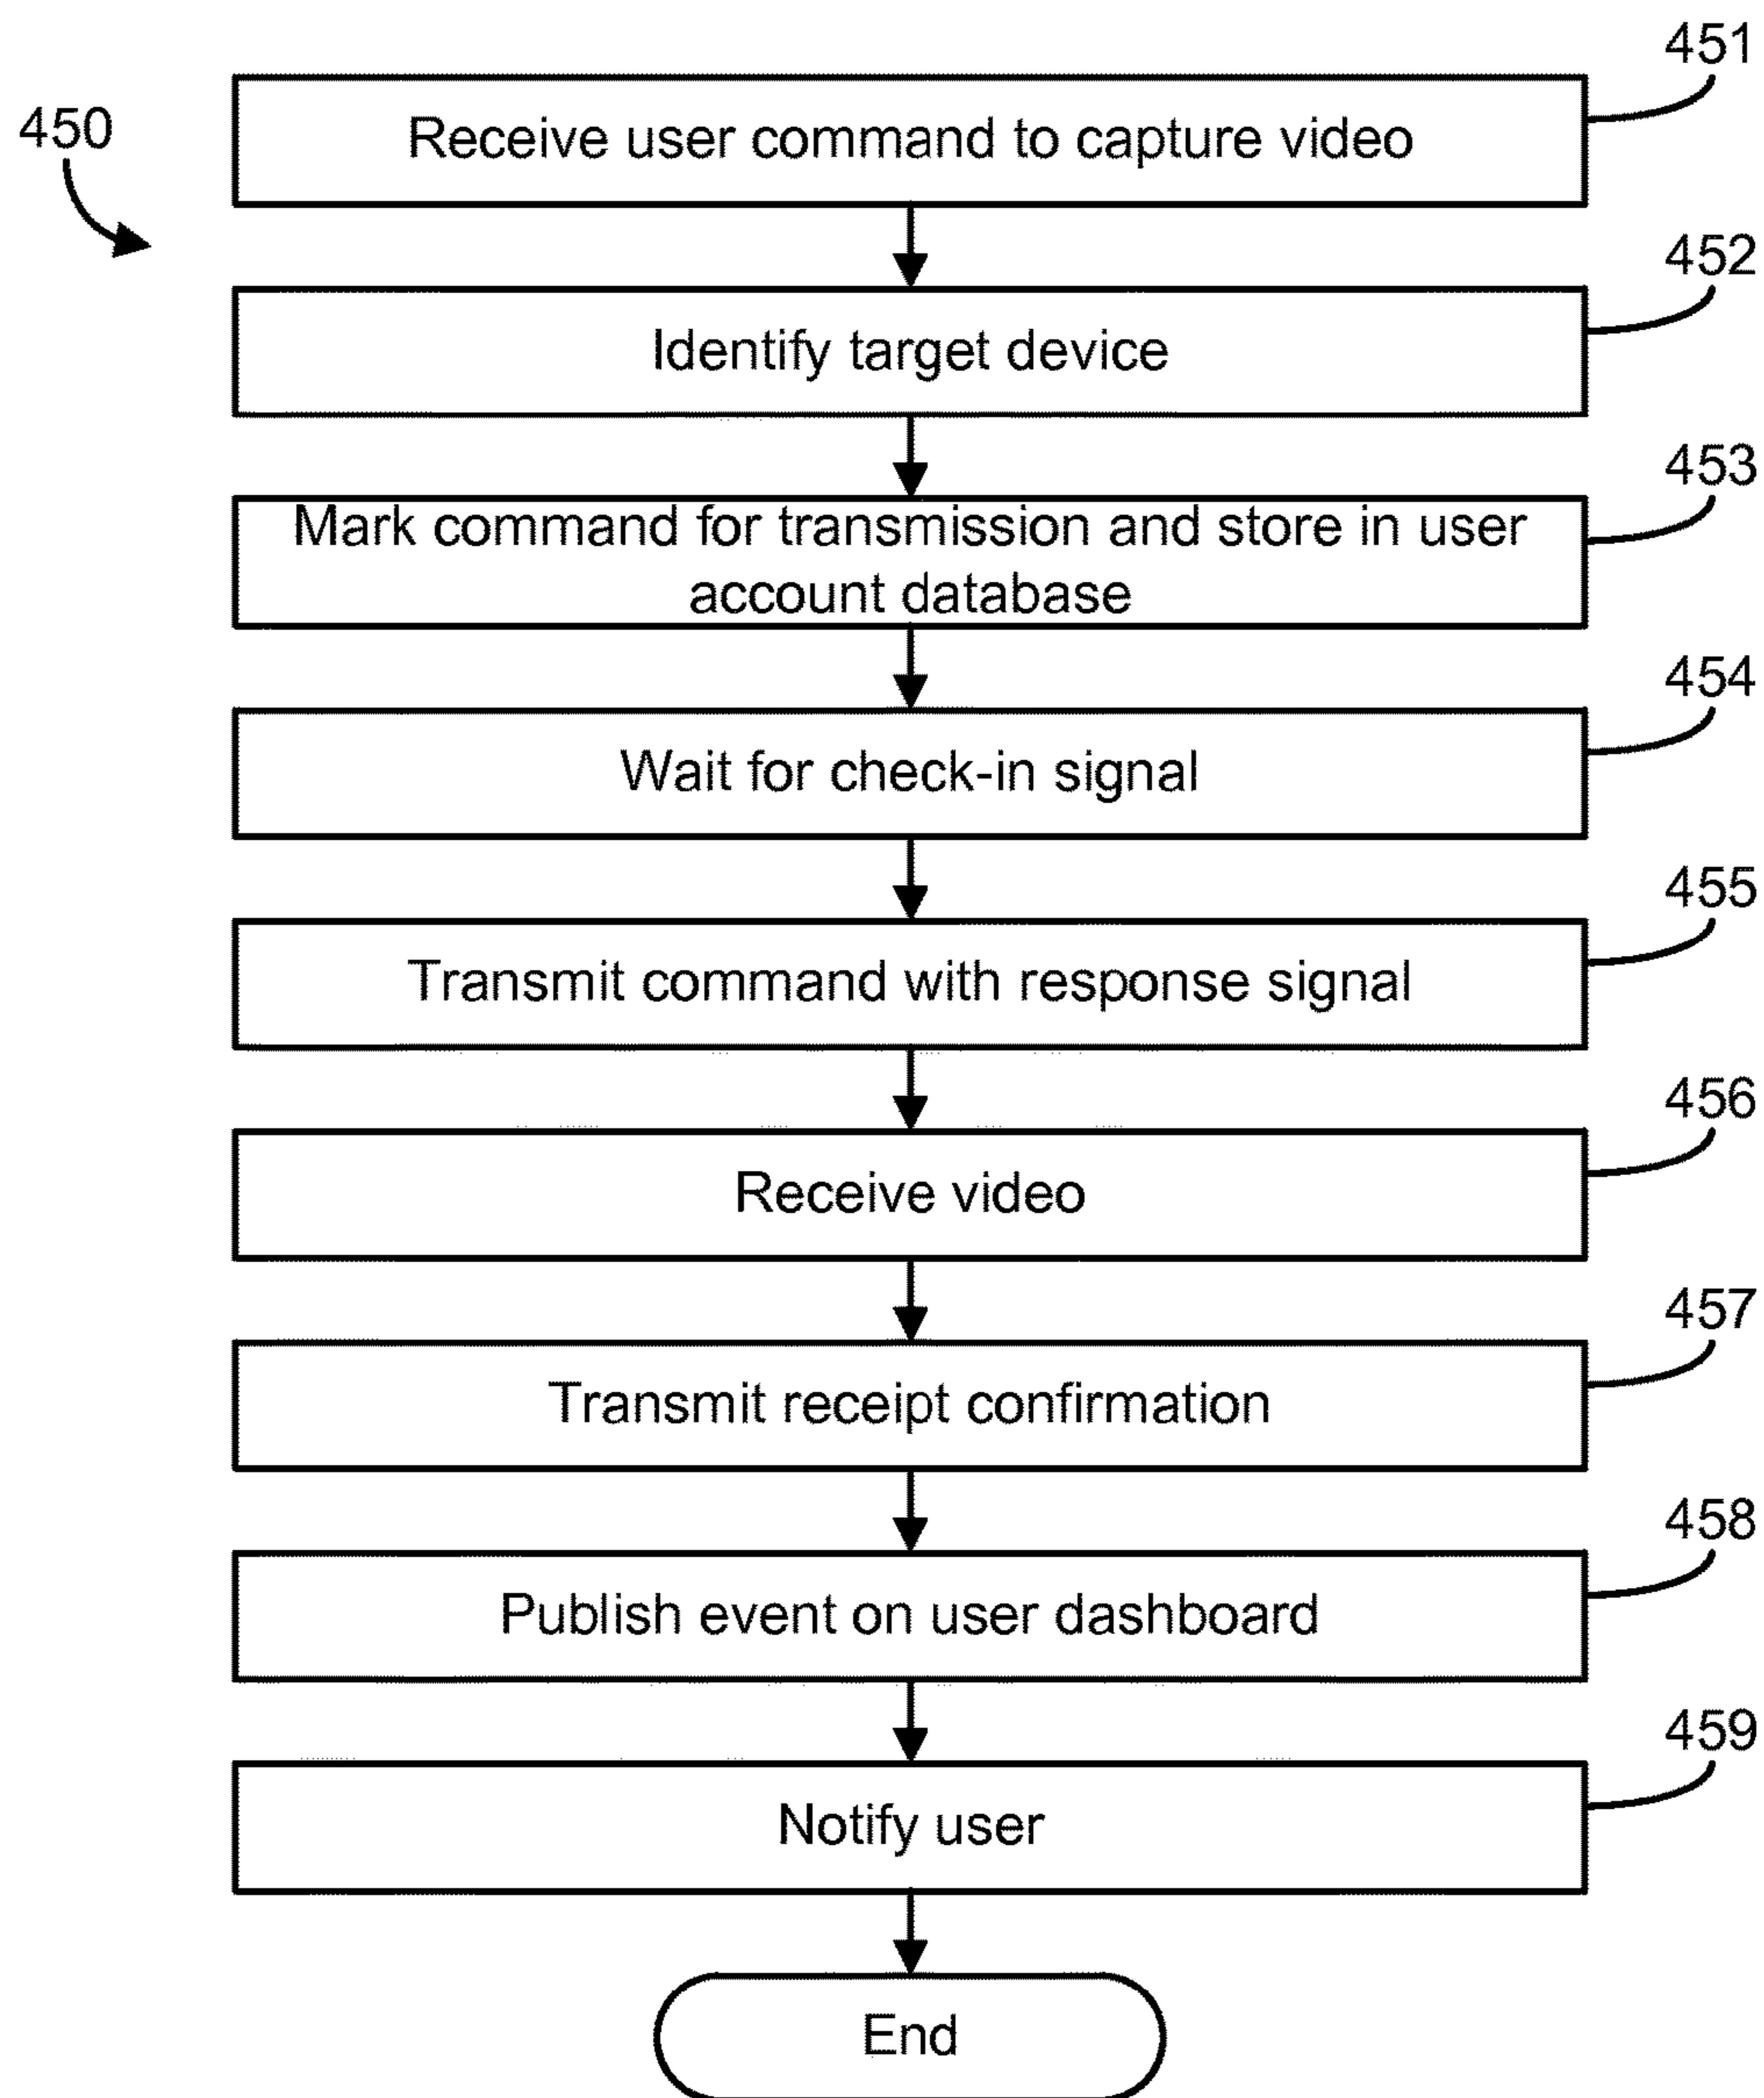 451
450
Receive user command to capture video
452
Identify target device
453
Mark command for transmission and store in user
account database
454
Wait for check-in signal
455
Transmit command with response signal
456
Receive video
457
Transmit receipt confirmation
458
Publish event on user dashboard
459
Notify user
End